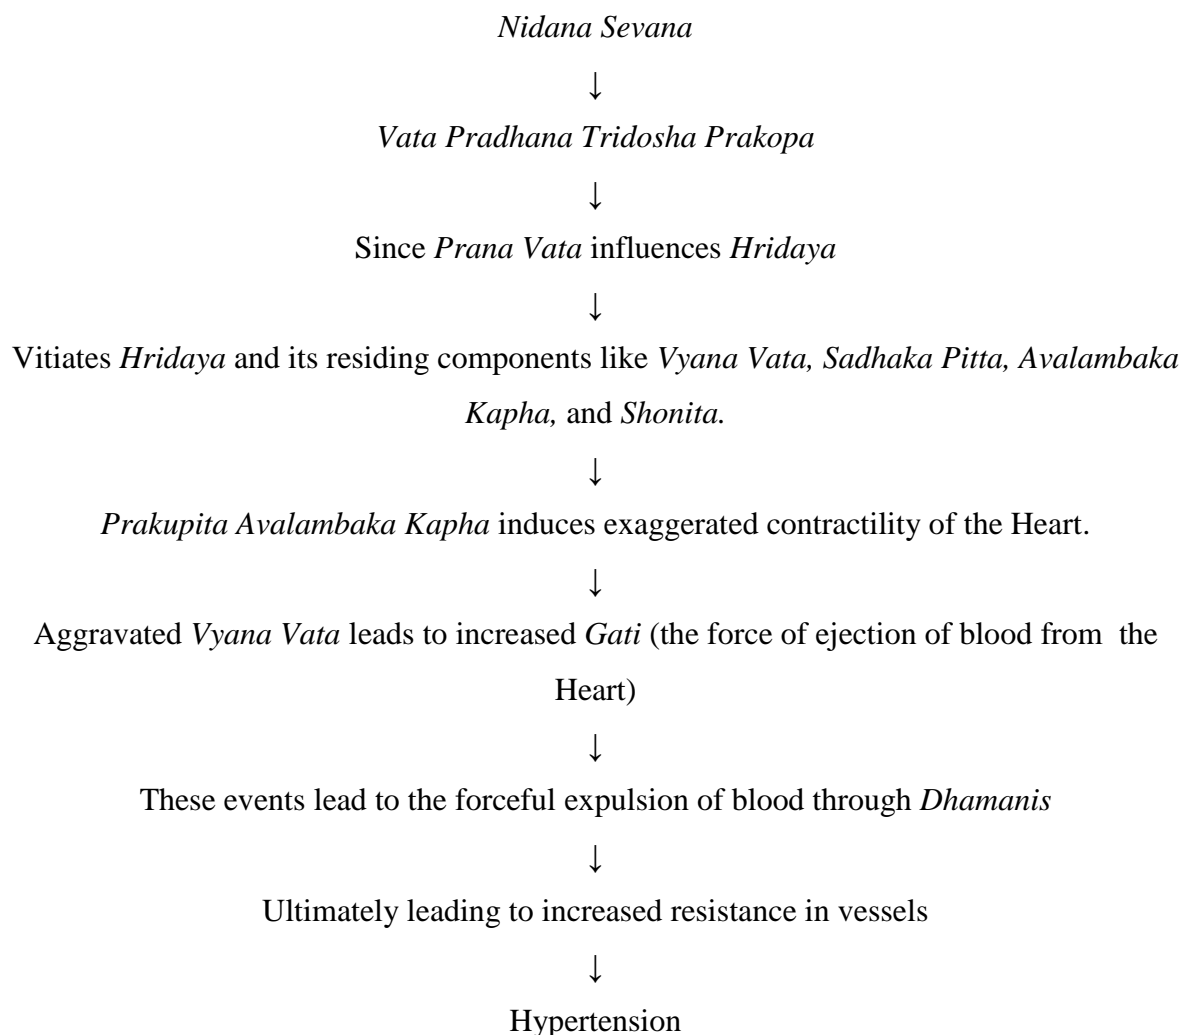 Nidana Sevana
↓
Vata Pradhana Tridosha Prakopa
↓
Since Prana Vata influences Hridaya
↓
Vitiates Hridaya and its residing components like Vyana Vata, Sadhaka Pitta, Avalambaka
Kapha, and Shonita.
↓
Prakupita Avalambaka Kapha induces exaggerated contractility of the Heart.
↓
Aggravated Vyana Vata leads to increased Gati (the force of ejection of blood from the
Heart)
↓
These events lead to the forceful expulsion of blood through Dhamanis
↓
Ultimately leading to increased resistance in vessels
↓
Hypertension